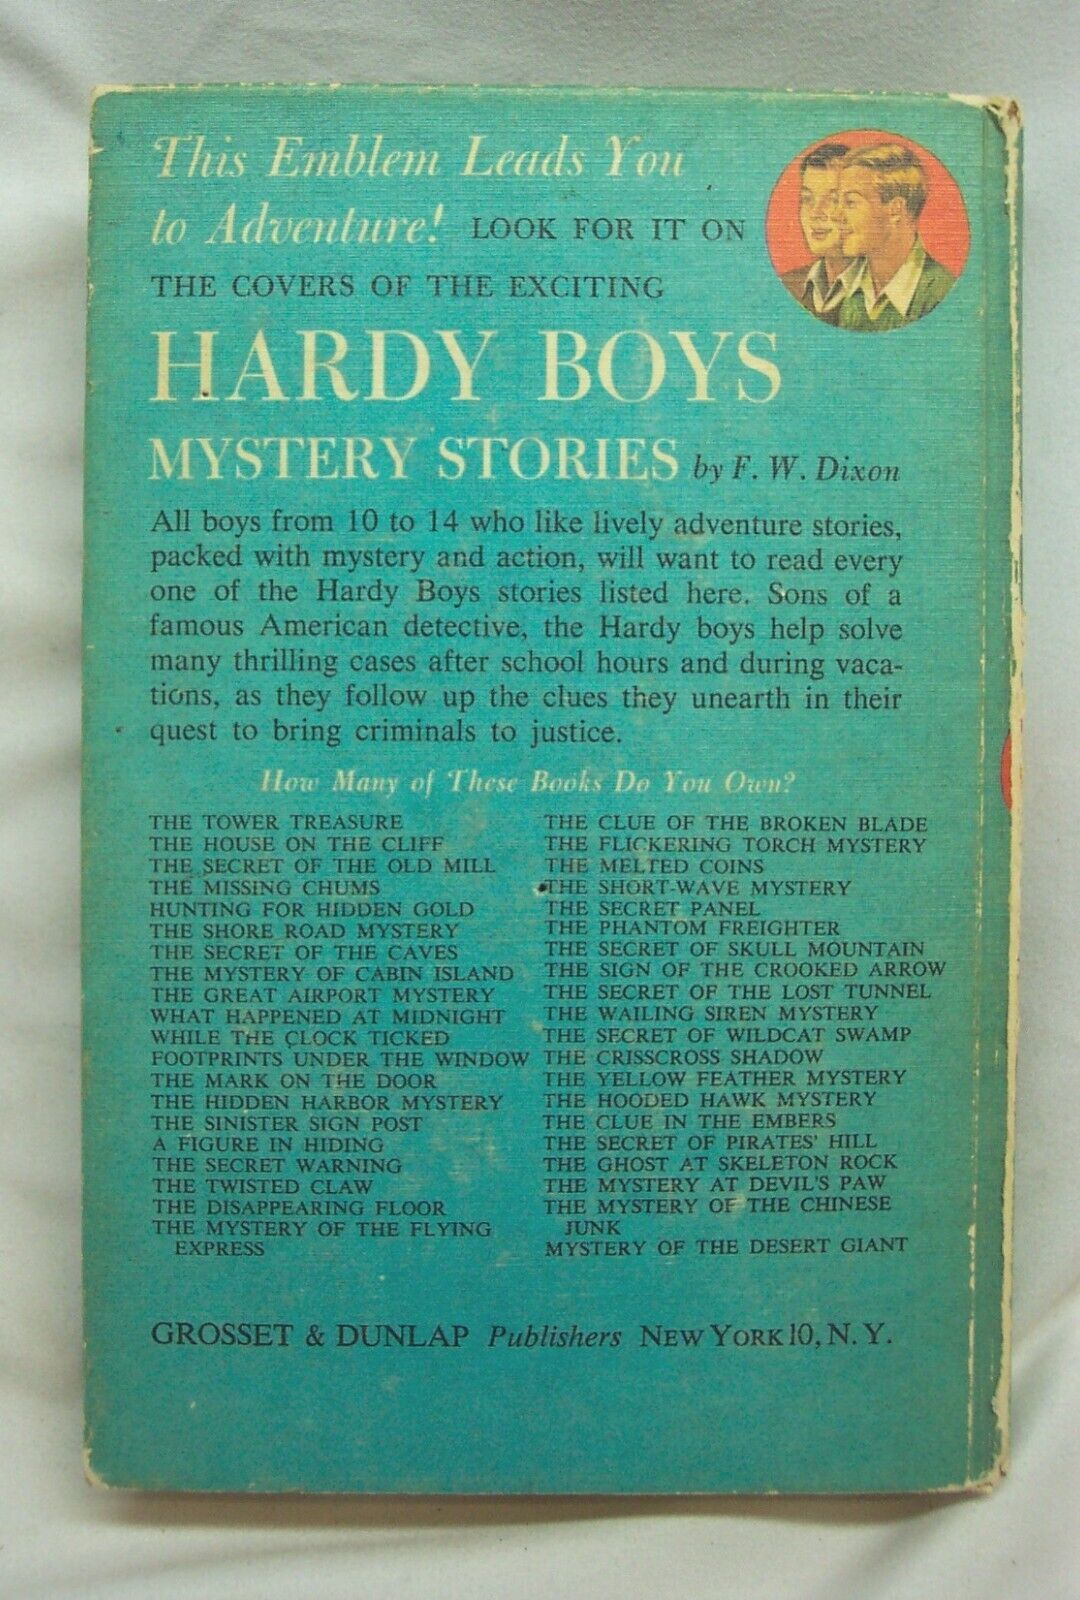 This Emblem Leads You
to Adventure! LOOK FOR IT ON
THE COVERS OF THE EXCITING
HARDY BOYS
MYSTERY STORIES by F. W. Dixon
All boys from 10 to 14 who like lively adventure stories,
packed with mystery and action, will want to read every
one of the Hardy Boys stories listed here. Sons of a
famous American detective, the Hardy boys help solve
many thrilling cases after school hours and during vaca-
tions, as they follow up the clues they unearth in their
quest to bring criminals to justice.
How Many of These Books Do You Own?
THE TOWER TREASURE
THE HOUSE ON THE CLIFF
THE SECRET OF THE OLD MILL
THE MISSING CHUMS
HUNTING FOR HIDDEN GOLD
THE SHORE ROAD MYSTERY
THE SECRET OF THE CAVES
THE MYSTERY OF CABIN ISLAND
THE GREAT AIRPORT MYSTERY
WHAT HAPPENED AT MIDNIGHT
WHILE THE CLOCK TICKED
FOOTPRINTS UNDER THE WINDOW
THE MARK ON THE DOOR
THE HIDDEN HARBOR MYSTERY
THE SINISTER SIGN POST
A FIGURE IN HIDING
THE SECRET WARNING
THE TWISTED CLAW
THE DISAPPEARING FLOOR
THE MYSTERY OF THE FLYING
EXPRESS
THE CLUE OF THE BROKEN BLADE
THE FLICKERING TORCH MYSTERY
THE MELTED COINS
THE SHORT-WAVE MYSTERY
THE SECRET PANEL
THE PHANTOM FREIGHTER
THE SECRET OF SKULL MOUNTAIN
THE SIGN OF THE CROOKED ARROW
THE SECRET OF THE LOST TUNNEL
THE WAILING SIREN MYSTERY
THE SECRET OF WILDCAT SWAMP
THE CRISSCROSS SHADOW
THE YELLOW FEATHER MYSTERY
THE HOODED HAWK MYSTERY
THE CLUE IN THE EMBERS
THE SECRET OF PIRATES' HILL
THE GHOST AT SKELETON ROCK
THE MYSTERY AT DEVIL'S PAW
THE MYSTERY OF THE CHINESE
JUNK
MYSTERY OF THE DESERT GIANT
GROSSET & DUNLAP Publishers NEW YORK 10, N. Y.